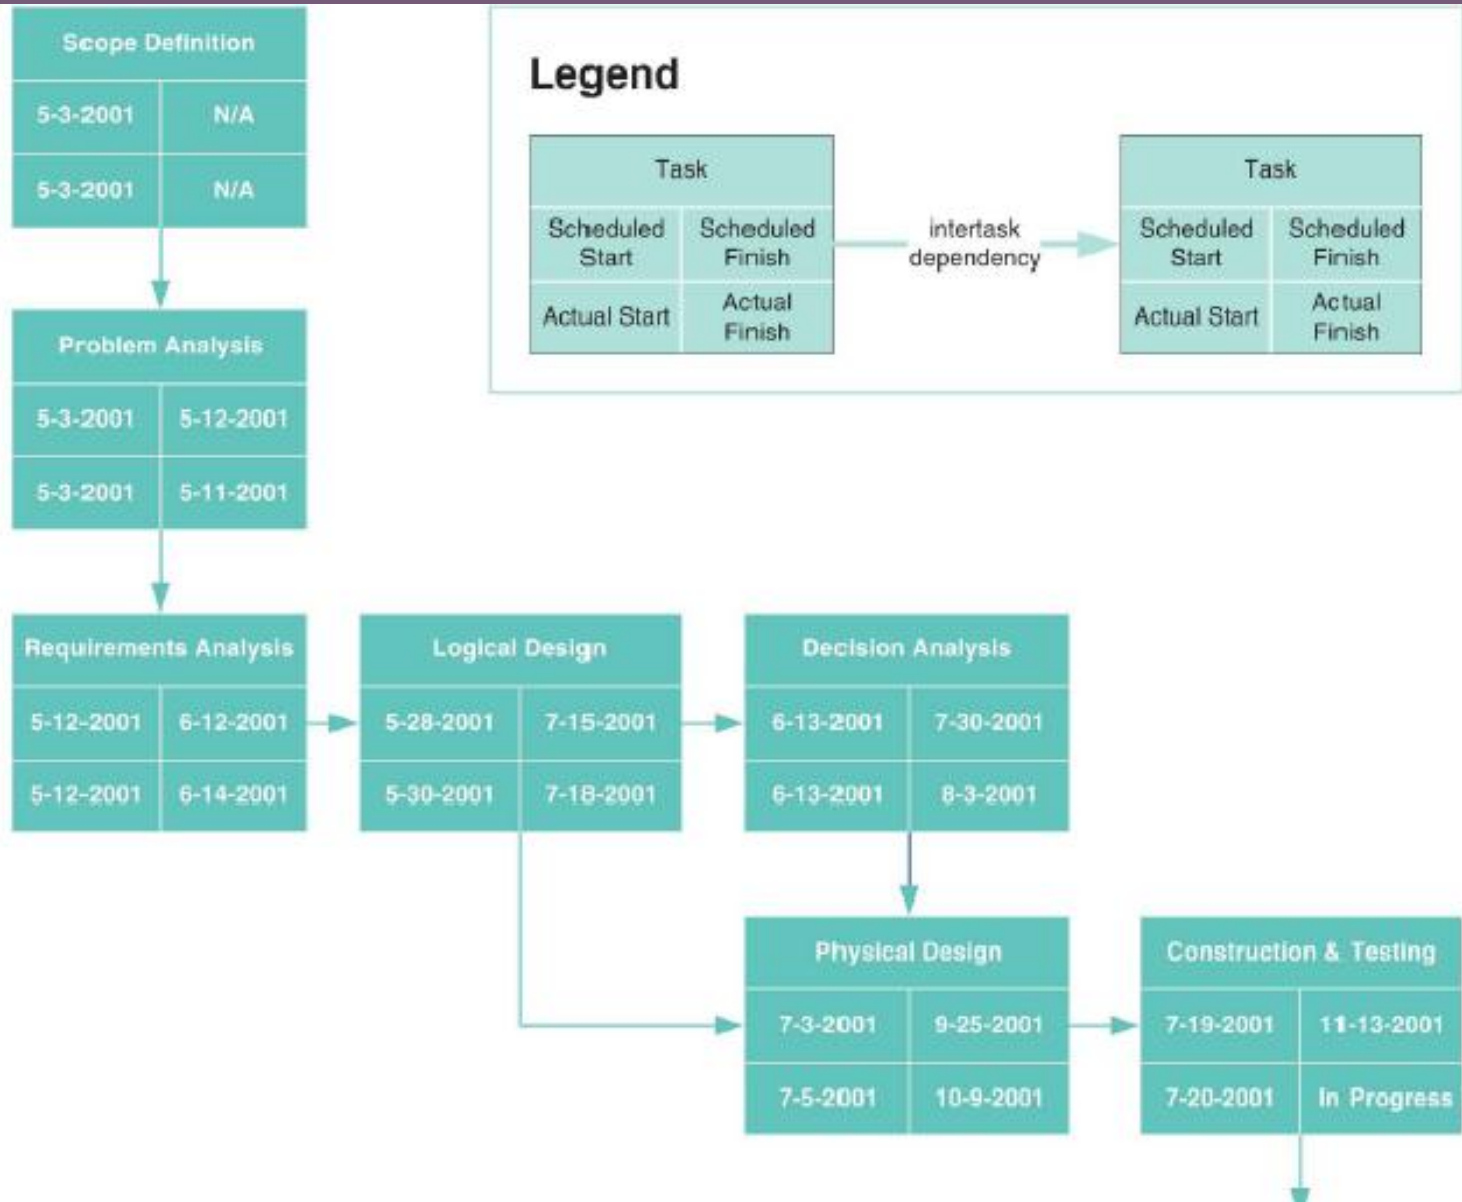 Scope Definition
5-3-2001 N/A
5-3-2001 N/A
Legend
Task
Scheduled Start
Scheduled Finish
Actual Start
Actual Finish
intertask
dependency
Task
Scheduled Start
Scheduled Finish
Actual Start
Actual Finish
Problem Analysis
5-3-2001 5-12-2001
5-3-2001 5-11-2001
Requirements Analysis
5-12-2001 6-12-2001
5-12-2001 6-14-2001
Logical Design
5-28-2001 7-15-2001
5-30-2001 7-18-2001
Decision Analysis
6-13-2001 7-30-2001
6-13-2001 8-3-2001
Physical Design
7-3-2001 9-25-2001
7-5-2001 10-9-2001
Construction & Testing
7-19-2001 11-13-2001
7-20-2001 In Progress